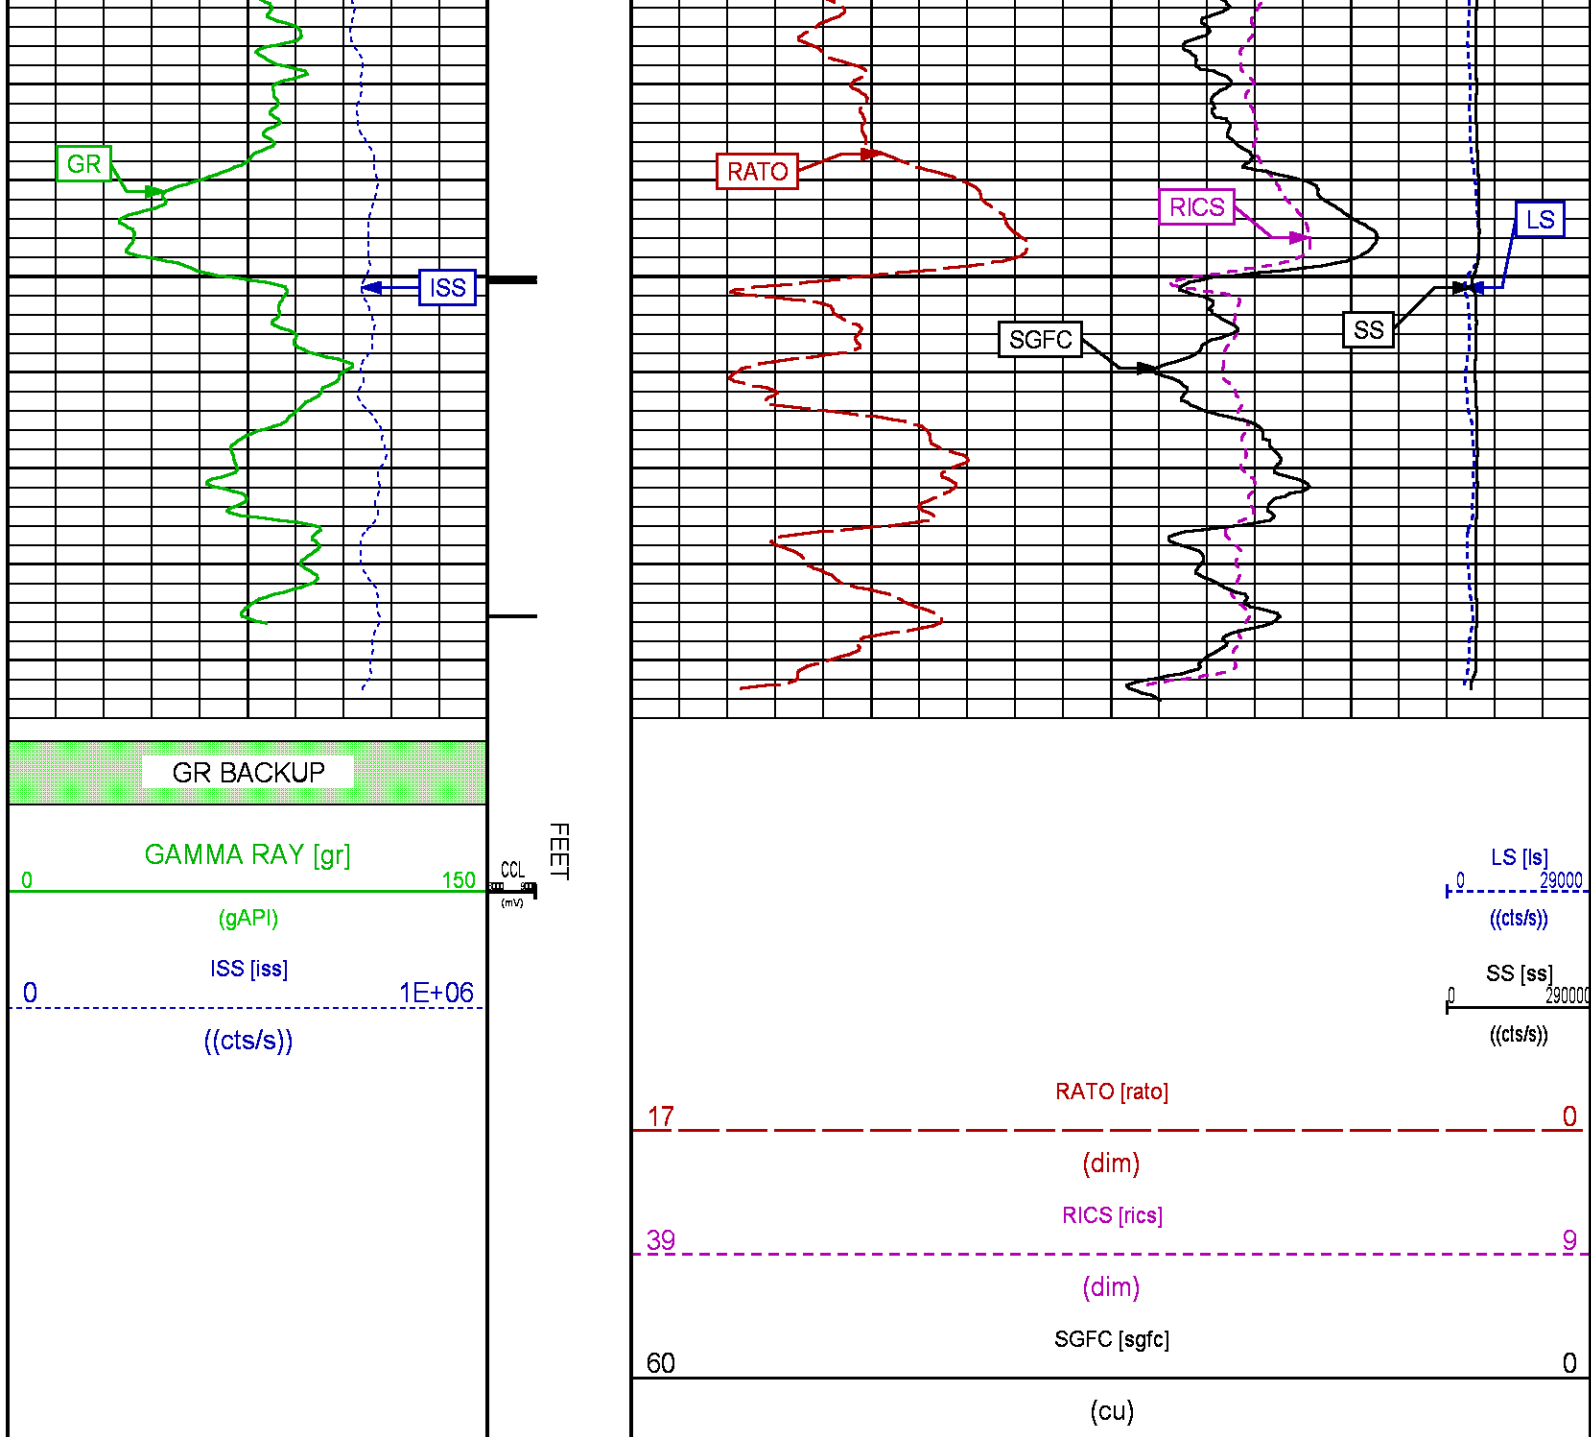 GR
RATO
RICS
LS
ISS
SS
SGFC
GR BACKUP
GAMMA RAY [gr]
0 150
(gAPI)
ISS [iss]
0 1E+06
((cts/s))
CCL
(mV)
FEET
LS [ls]
0 29000
((cts/s))
SS [ss]
0 290000
((cts/s))
RATO [rato]
17 0
(dim)
RICS [rics]
39 9
(dim)
SGFC [sgfc]
60 0
(cu)